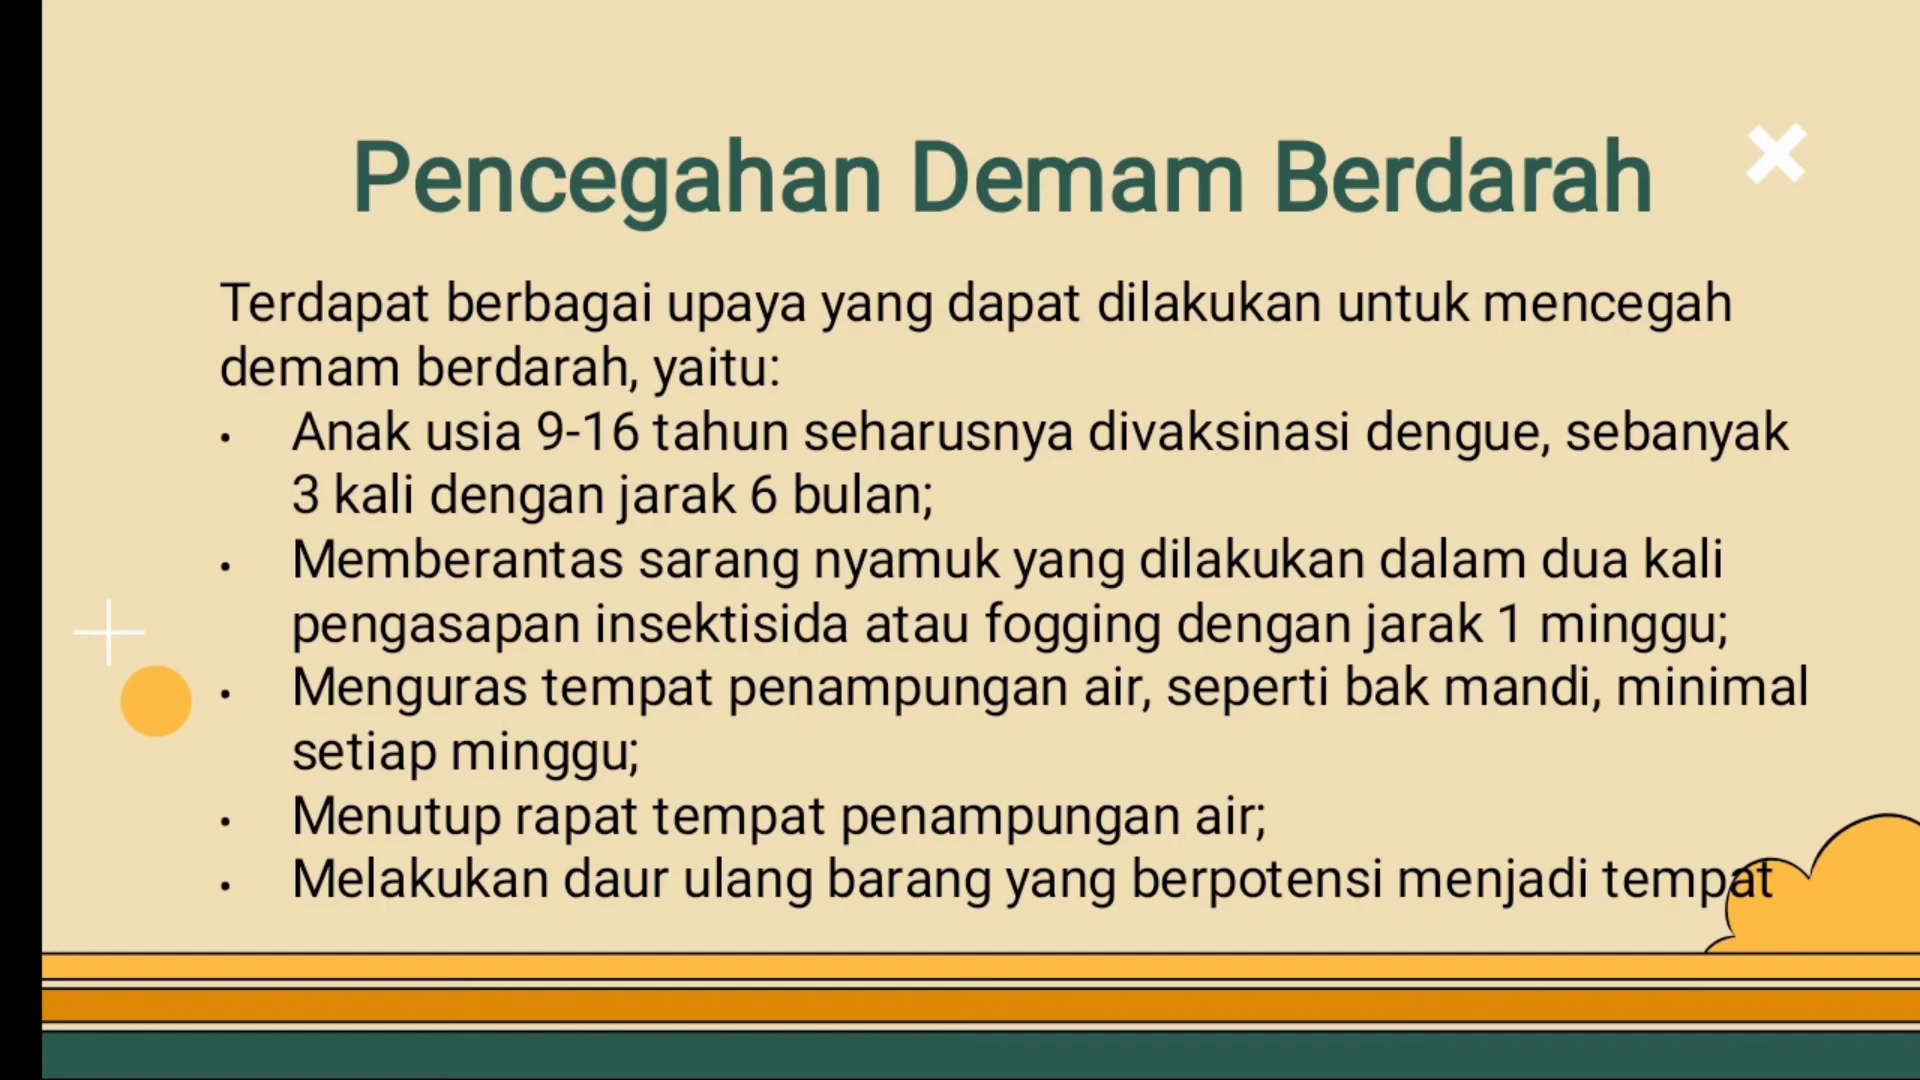 Pencegahan Demam Berdarah
Terdapat berbagai upaya yang dapat dilakukan untuk mencegah
demam berdarah, yaitu:
• Anak usia 9-16 tahun seharusnya divaksinasi dengue, sebanyak
3 kali dengan jarak 6 bulan;
• Memberantas sarang nyamuk yang dilakukan dalam dua kali
pengasapan insektisida atau fogging dengan jarak 1 minggu;
• Menguras tempat penampungan air, seperti bak mandi, minimal
setiap minggu;
• Menutup rapat tempat penampungan air;
• Melakukan daur ulang barang yang berpotensi menjadi tempat